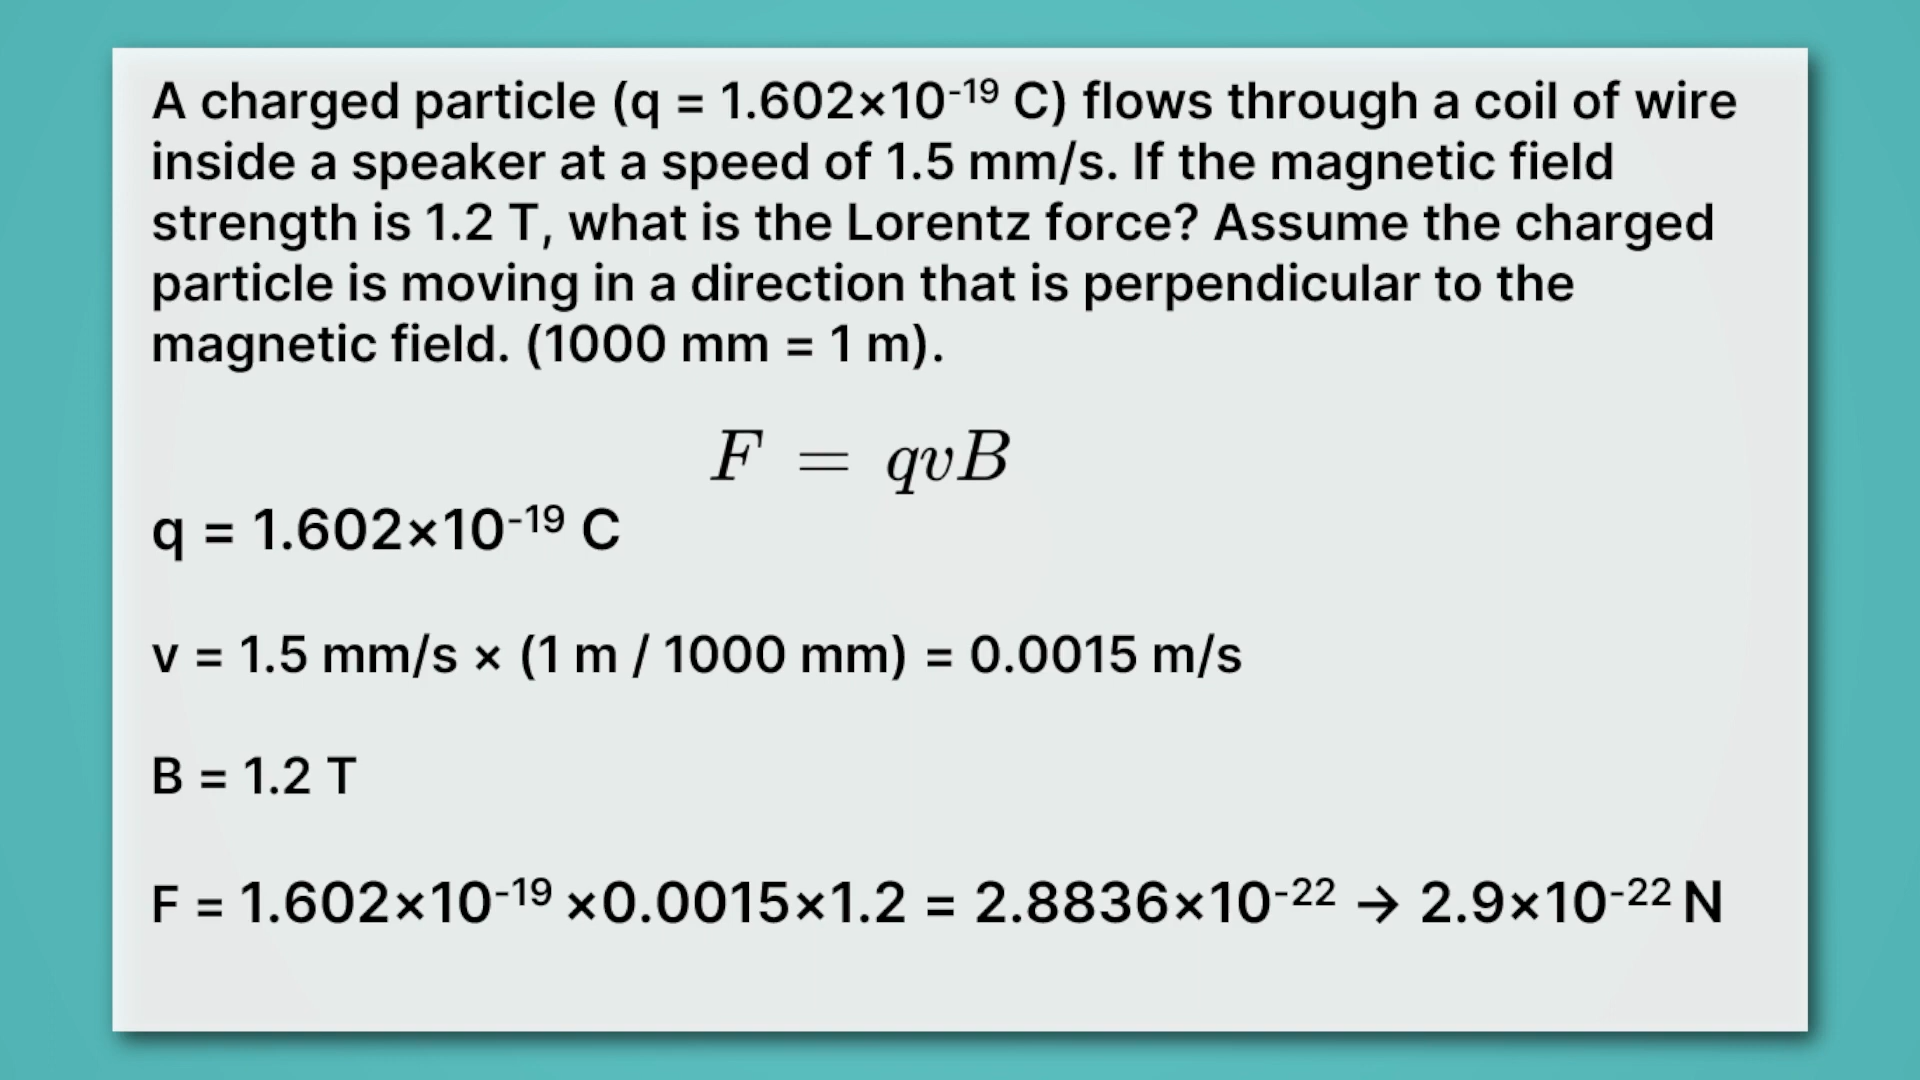 A charged particle (q = 1.602×10⁻¹⁹ C) flows through a coil of wire
inside a speaker at a speed of 1.5 mm/s. If the magnetic field
strength is 1.2 T, what is the Lorentz force? Assume the charged
particle is moving in a direction that is perpendicular to the
magnetic field. (1000 mm = 1 m).
F = qvB
q = 1.602×10⁻¹⁹ C
v = 1.5 mm/s × (1 m / 1000 mm) = 0.0015 m/s
B = 1.2 T
F = 1.602×10⁻¹⁹ ×0.0015×1.2 = 2.8836×10⁻²² → 2.9×10⁻²² N